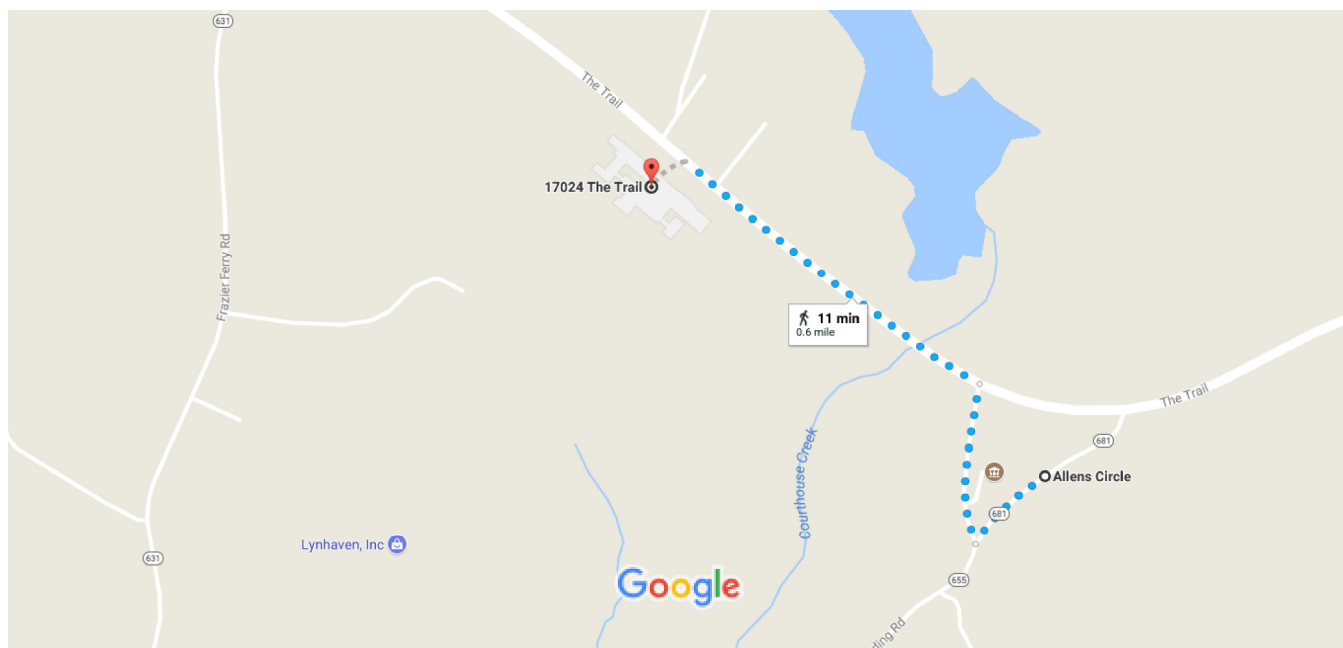 631
The Trail
17024 The Trail
Frazier Ferry Rd
11 min
0.6 mile
The Trail
681
Courthouse Creek
Allens Circle
681
Lynhaven, Inc
631
655
Google